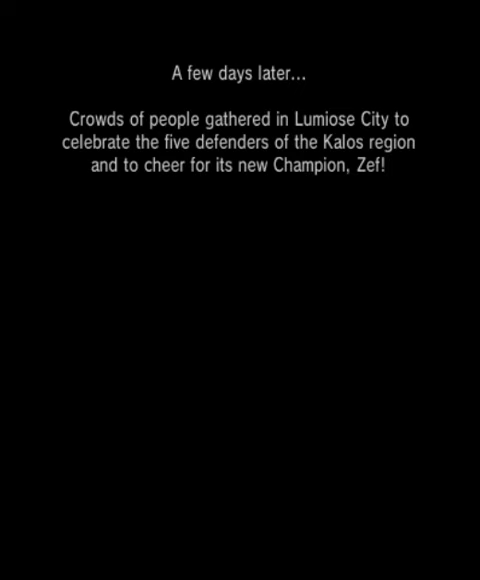 A few days later...
Crowds of people gathered in Lumiose City to
celebrate the five defenders of the Kalos region
and to cheer for its new Champion, Zef!